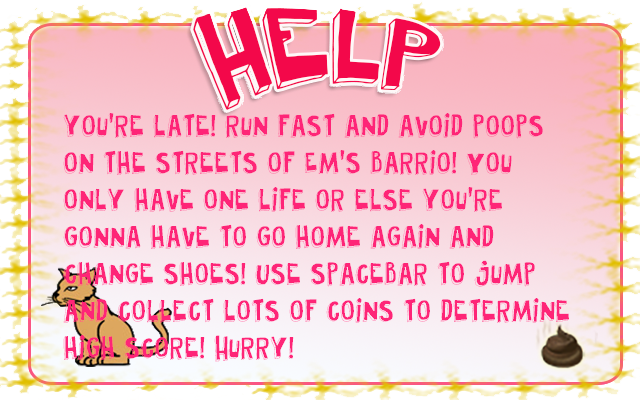 HELP
YOU'RE LATE! RUN FAST AND AVOID POOPS
ON THE STREETS OF EM'S BARRIO! YOU
ONLY HAVE ONE LIFE OR ELSE YOU'RE
GONNA HAVE TO GO HOME AGAIN AND
CHANGE SHOES! USE SPACEBAR TO JUMP
AND COLLECT LOTS OF COINS TO DETERMINE
HIGH SCORE! HURRY!